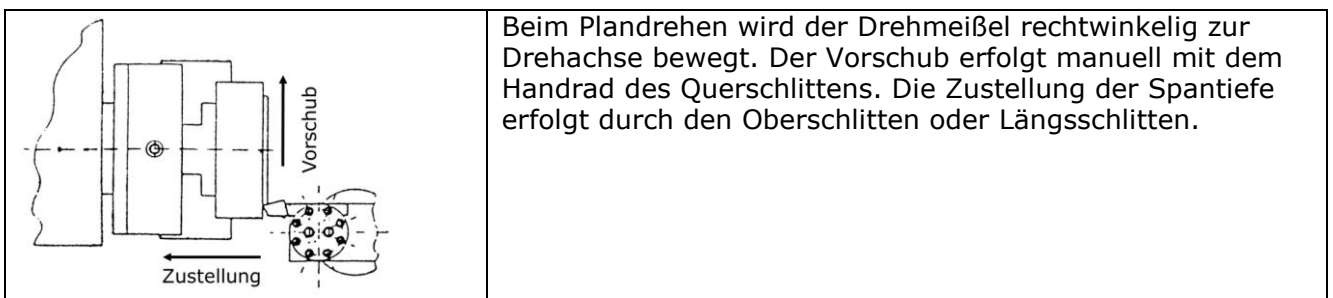 Vorschub
Zustellung
Beim Plandrehen wird der Drehmeißel rechtwinkelig zur
Drehachse bewegt. Der Vorschub erfolgt manuell mit dem
Handrad des Querschlittens. Die Zustellung der Spantiefe
erfolgt durch den Oberschlitten oder Längsschlitten.